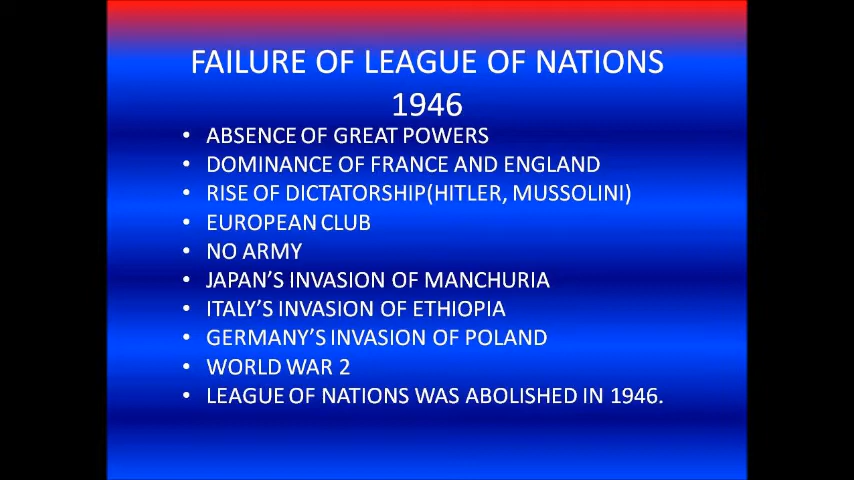 FAILURE OF LEAGUE OF NATIONS
1946
• ABSENCE OF GREAT POWERS
• DOMINANCE OF FRANCE AND ENGLAND
• RISE OF DICTATORSHIP(HITLER, MUSSOLINI)
• EUROPEAN CLUB
• NO ARMY
• JAPAN'S INVASION OF MANCHURIA
• ITALY'S INVASION OF ETHIOPIA
• GERMANY'S INVASION OF POLAND
• WORLD WAR 2
• LEAGUE OF NATIONS WAS ABOLISHED IN 1946.